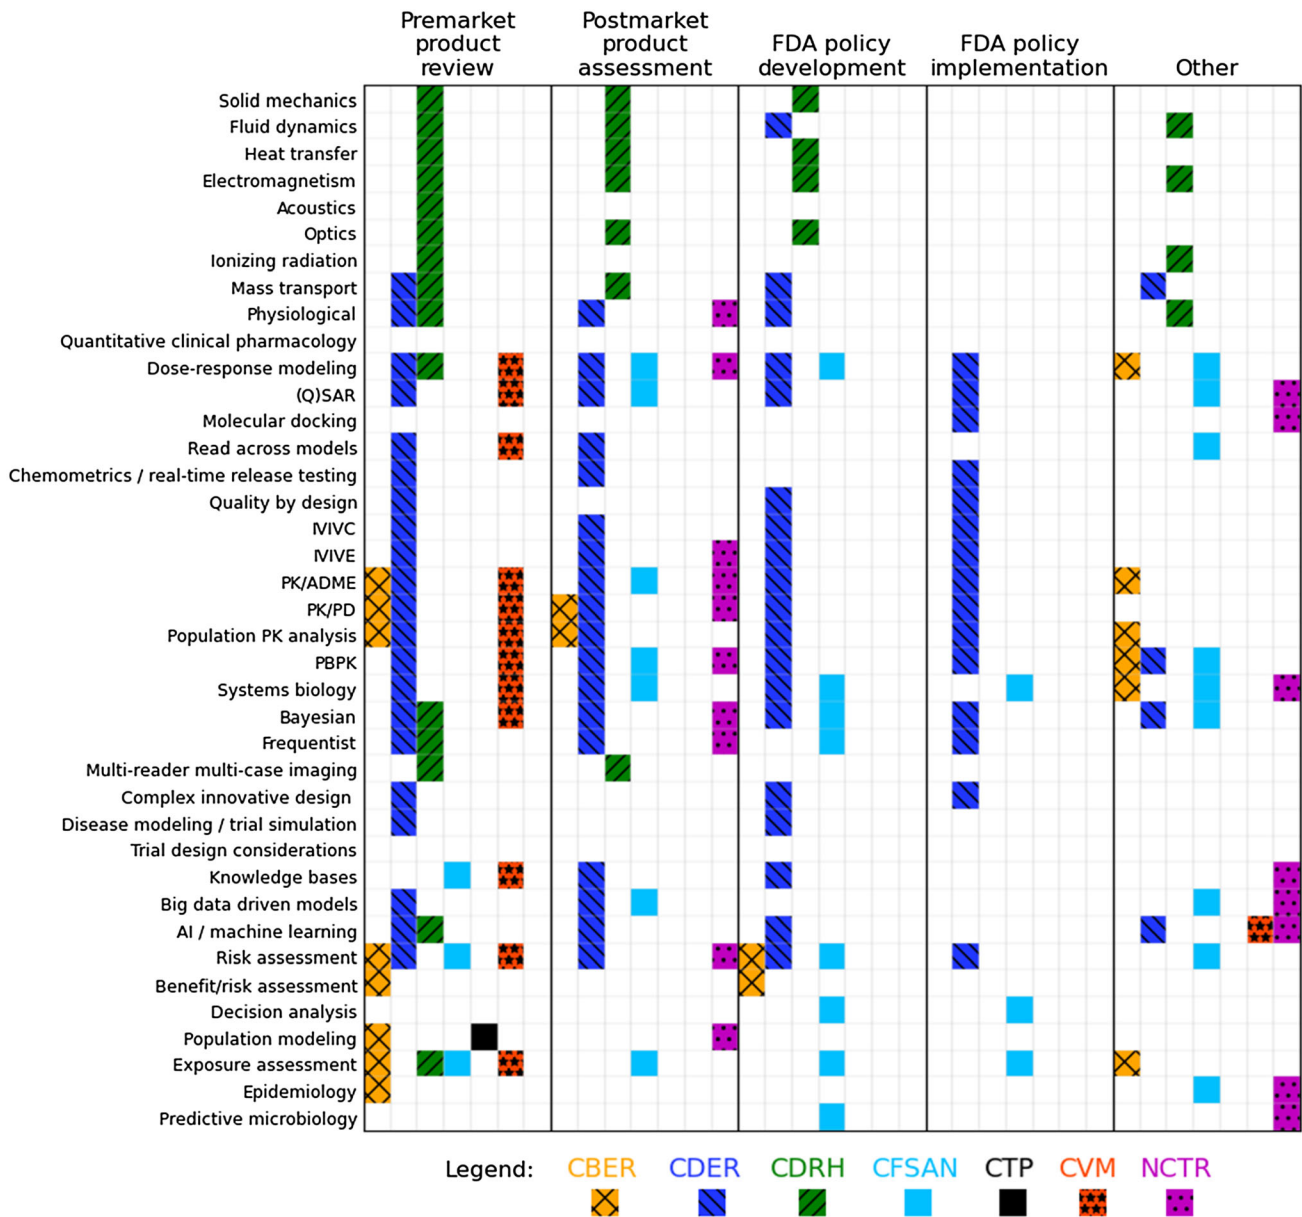 Premarket
product
review
Postmarket
product
assessment
FDA policy
development
FDA policy
implementation
Other
Solid mechanics
Fluid dynamics
Heat transfer
Electromagnetism
Acoustics
Optics
Ionizing radiation
Mass transport
Physiological
Quantitative clinical pharmacology
Dose-response modeling
(Q)SAR
Molecular docking
Read across models
Chemometrics / real-time release testing
Quality by design
IVIVC
IVIVE
PK/ADME
PK/PD
Population PK analysis
PBPK
Systems biology
Bayesian
Frequentist
Multi-reader multi-case imaging
Complex innovative design
Disease modeling / trial simulation
Trial design considerations
Knowledge bases
Big data driven models
AI / machine learning
Risk assessment
Benefit/risk assessment
Decision analysis
Population modeling
Exposure assessment
Epidemiology
Predictive microbiology
Legend: CBER CDER CDRH CFSAN CTP CVM NCTR